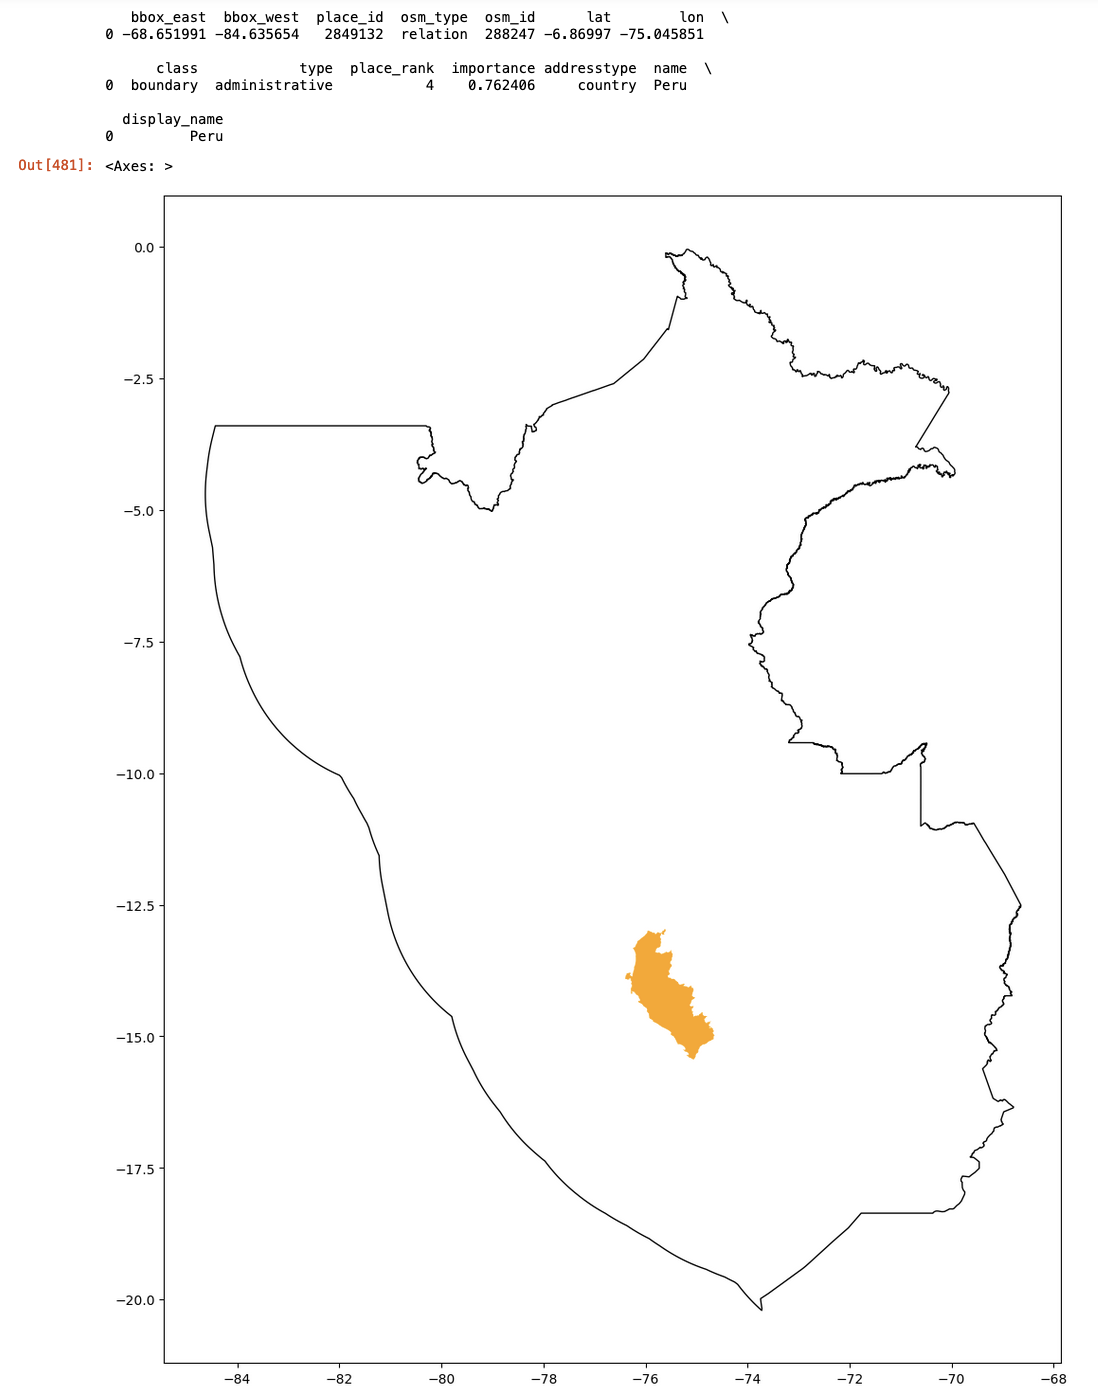 bbox_east  bbox_west  place_id  osm_type  osm_id      lat        lon  \
0 -68.651991 -84.635654   2849132  relation  288247 -6.86997 -75.045851
class            type  place_rank  importance addresstype  name  \
0  boundary  administrative           4    0.762406     country  Peru
display_name
0         Peru
Out[481]: <Axes: >
0.0
−2.5
−5.0
−7.5
−10.0
−12.5
−15.0
−17.5
−20.0
−84 −82 −80 −78 −76 −74 −72 −70 −68